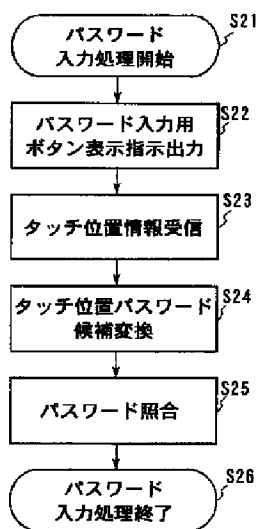 パスワード
入力処理開始
S21
パスワード入力用
ボタン表示指示出力
S22
タッチ位置情報受信
S23
タッチ位置パスワード
候補変換
S24
パスワード照合
S25
パスワード
入力処理終了
S26